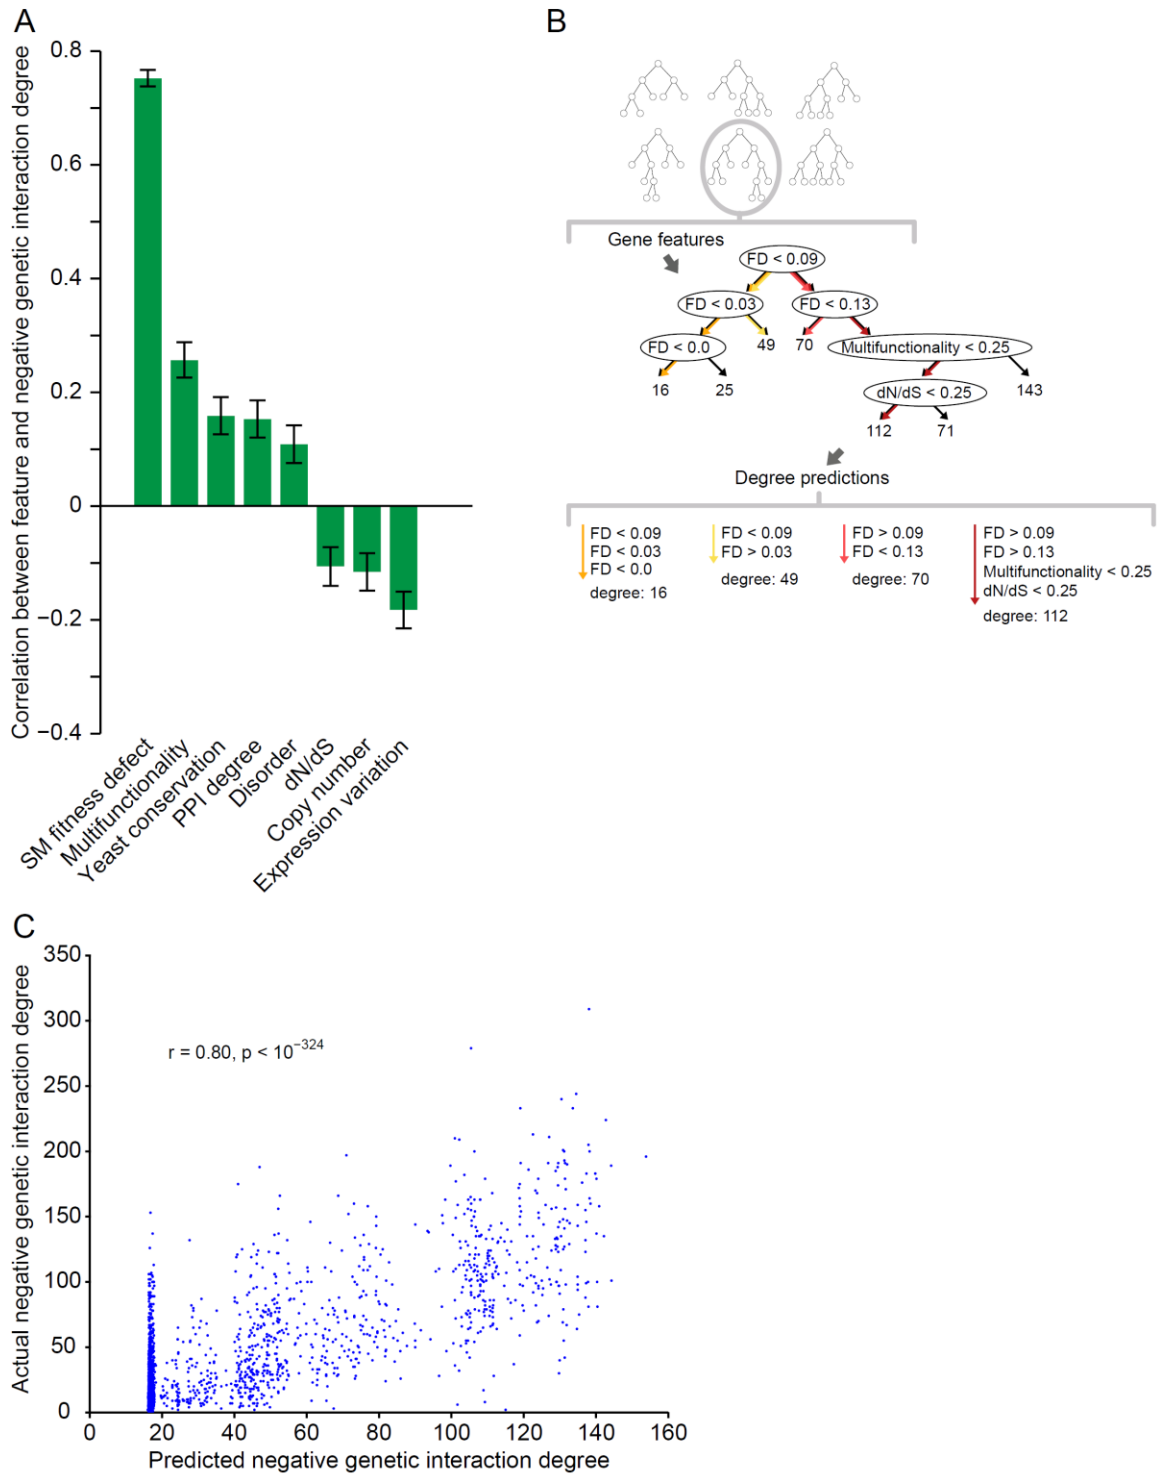 A
Correlation between feature and negative genetic interaction degree
0.8
0.6
0.4
0.2
0
−0.2
−0.4
SM fitness defect
Multifunctionality
Yeast conservation
PPI degree
Disorder
dN/dS
Copy number
Expression variation
B
Gene features
FD < 0.09
FD < 0.03
FD < 0.13
FD < 0.0
49
70
Multifunctionality < 0.25
16
25
dN/dS < 0.25
143
112
71
Degree predictions
FD < 0.09
FD < 0.03
FD < 0.0
degree: 16
FD < 0.09
FD > 0.03
degree: 49
FD > 0.09
FD < 0.13
degree: 70
FD > 0.09
FD > 0.13
Multifunctionality < 0.25
dN/dS < 0.25
degree: 112
C
Actual negative genetic interaction degree
350
300
250
200
150
100
50
0
r = 0.80, p < 10⁻³²⁴
0 20 40 60 80 100 120 140 160
Predicted negative genetic interaction degree